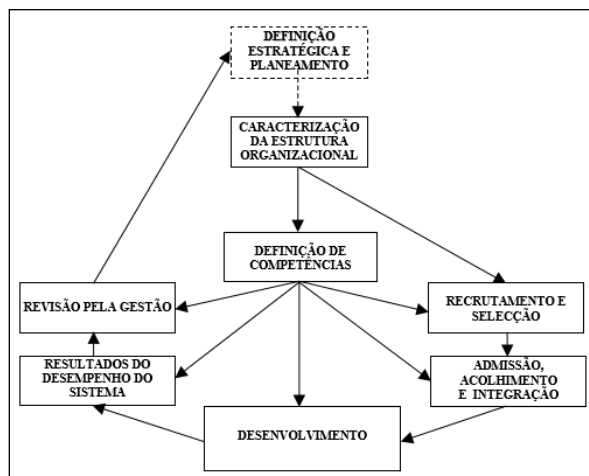 DEFINIÇÃO
ESTRATÉGICA E
PLANEAMENTO
CARACTERIZAÇÃO
DA ESTRUTURA
ORGANIZACIONAL
DEFINIÇÃO DE
COMPETÊNCIAS
REVISÃO PELA GESTÃO
RECRUTAMENTO E
SELECÇÃO
RESULTADOS DO
DESEMPENHO DO
SISTEMA
ADMISSÃO,
ACOLHIMENTO
E INTEGRAÇÃO
DESENVOLVIMENTO